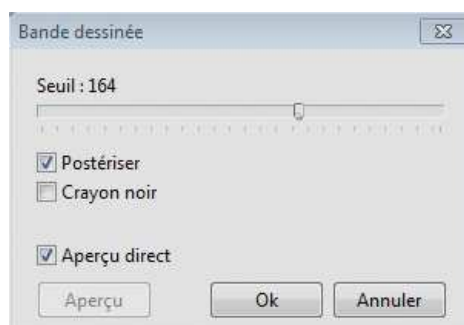 Bande dessinée
Seuil : 164
Postériser
Crayon noir
Aperçu direct
Aperçu Ok Annuler